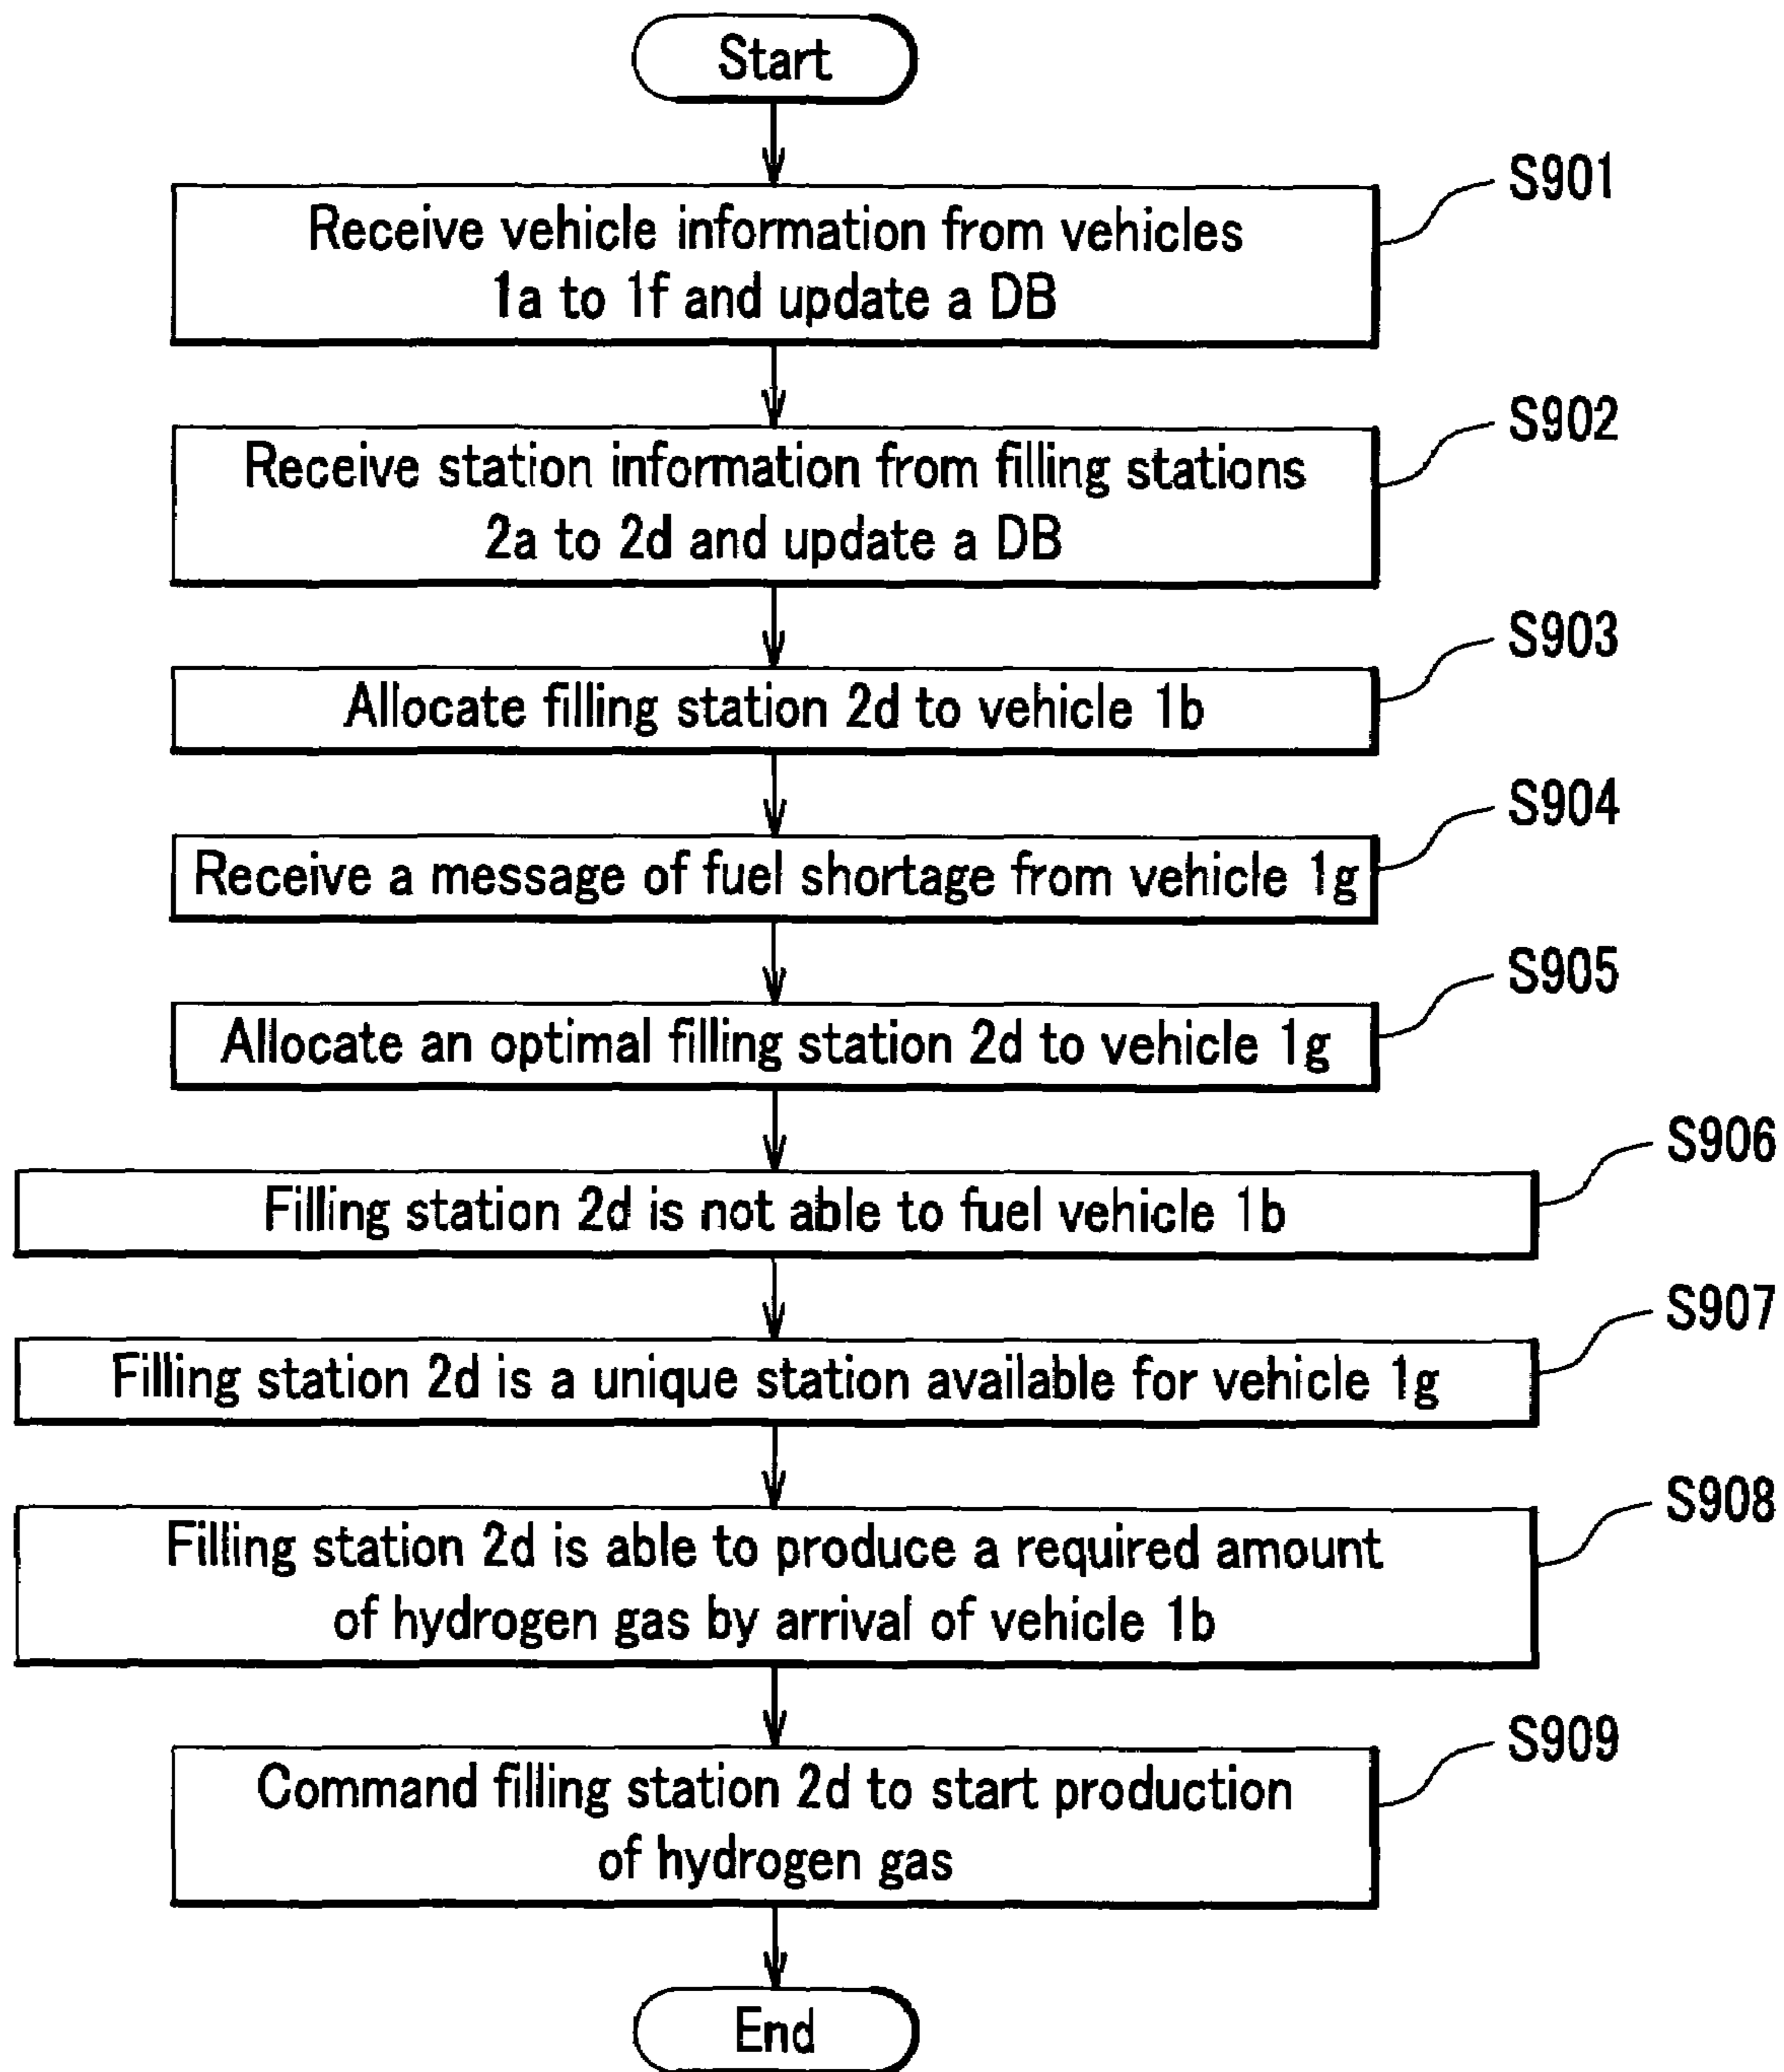 Start
S901
Receive vehicle information from vehicles
1a to 1f and update a DB
S902
Receive station information from filling stations
2a to 2d and update a DB
S903
Allocate filling station 2d to vehicle 1b
S904
Receive a message of fuel shortage from vehicle 1g
S905
Allocate an optimal filling station 2d to vehicle 1g
S906
Filling station 2d is not able to fuel vehicle 1b
S907
Filling station 2d is a unique station available for vehicle 1g
S908
Filling station 2d is able to produce a required amount
of hydrogen gas by arrival of vehicle 1b
S909
Command filling station 2d to start production
of hydrogen gas
End